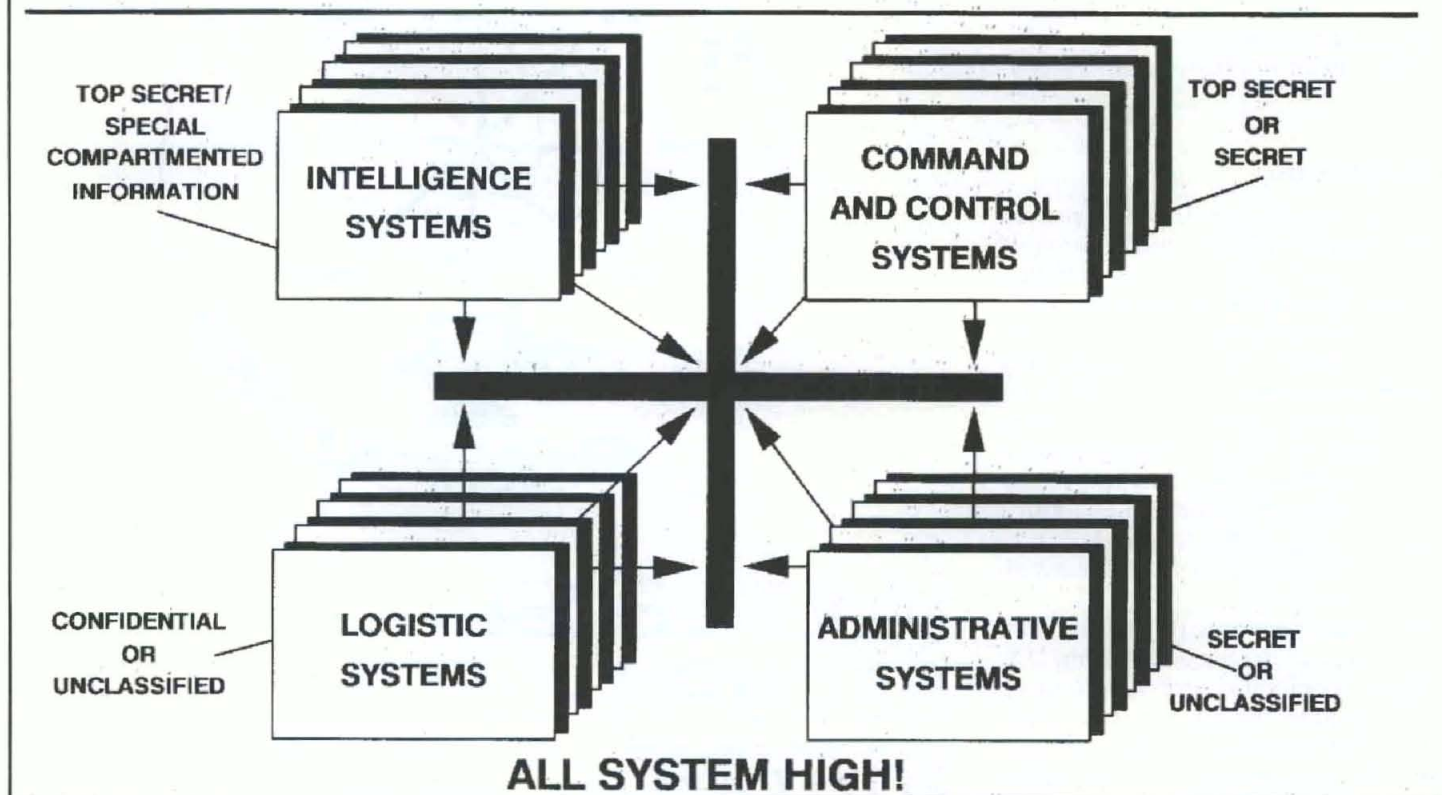 TOP SECRET/
SPECIAL
COMPARTMENTED
INFORMATION
INTELLIGENCE
SYSTEMS
COMMAND
AND CONTROL
SYSTEMS
TOP SECRET
OR
SECRET
CONFIDENTIAL
OR
UNCLASSIFIED
LOGISTIC
SYSTEMS
ADMINISTRATIVE
SYSTEMS
SECRET
OR
UNCLASSIFIED
ALL SYSTEM HIGH!